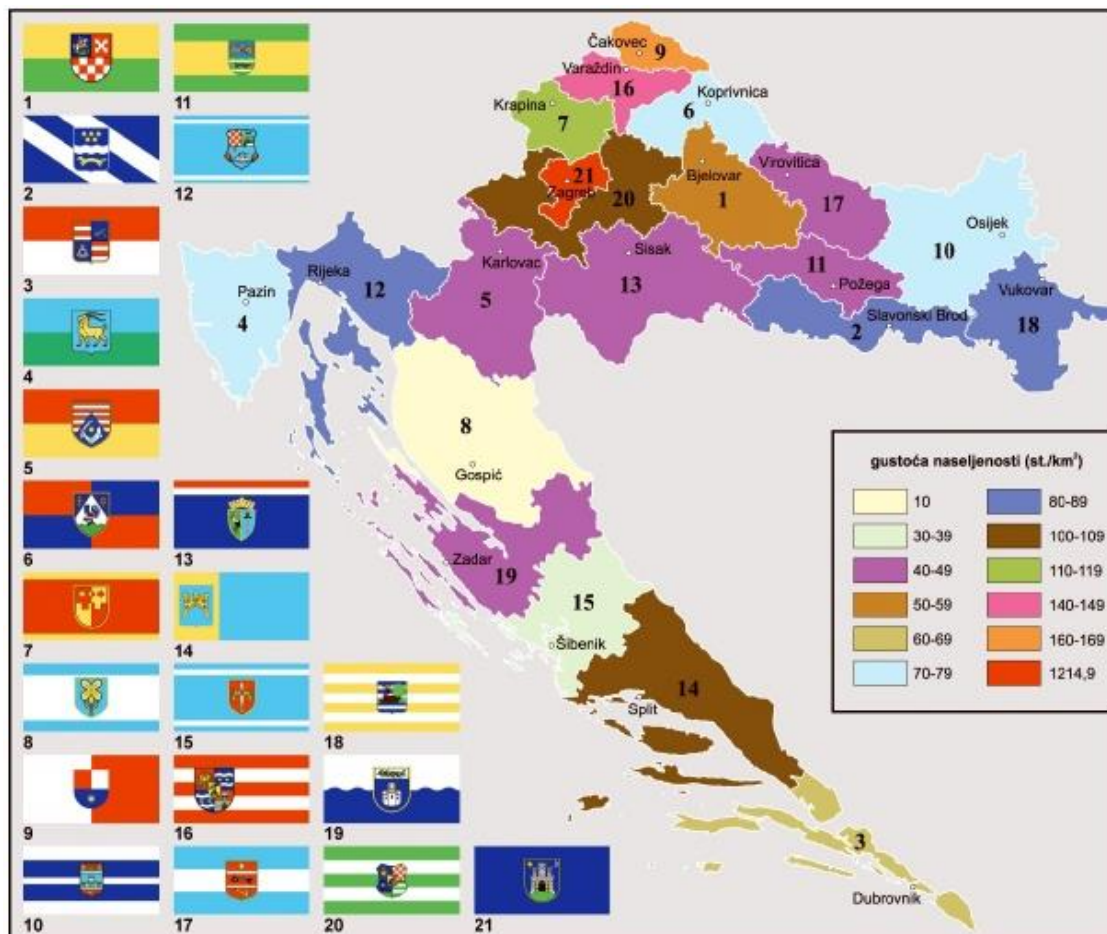 1
11
2
12
3
4
5
6
13
7
14
8
15
18
9
16
19
10
17
20
21
Čakovec
9
Varaždin
16
Krapina
7
Koprivnica
6
21
Zagreb
20
Bjelovar
1
Virovitica
17
Osijek
10
Rijeka
12
Pazin
4
Karlovac
5
Sisak
13
11
Požega
Slavonski Brod
2
Vukovar
18
8
Gospić
Zadar
19
15
Šibenik
14
Split
3
Dubrovnik
gustoća naseljenosti (st./km²)
10
80-89
30-39
100-109
40-49
110-119
50-59
140-149
60-69
160-169
70-79
1214,9